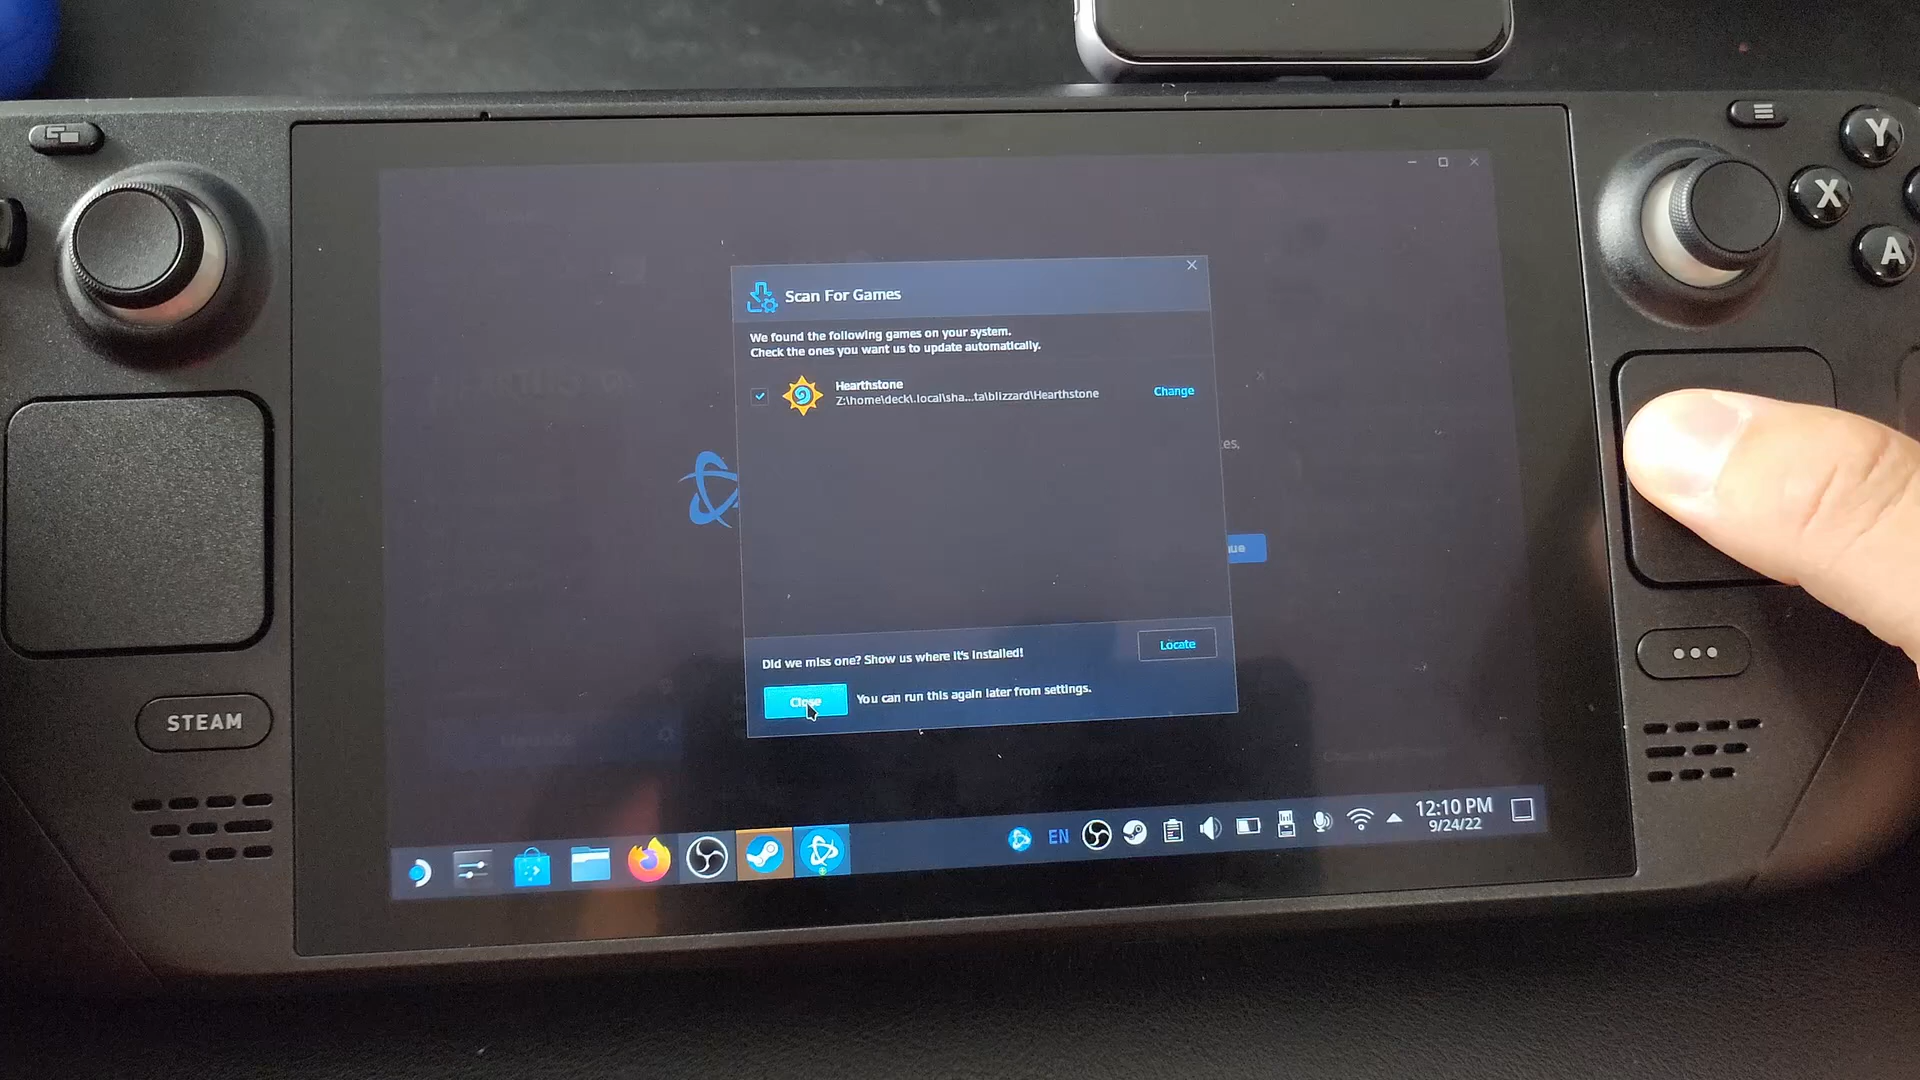 Y
X
A
Scan For Games
We found the following games on your system.
Check the ones you want us to update automatically.
Hearthstone
Z:\home\deck\.local\sha...ta\blizzard\Hearthstone
Change
es,
ue
Did we miss one? Show us where it's installed!
Locate
Close
You can run this again later from settings.
STEAM
EN
12:10 PM
9/24/22